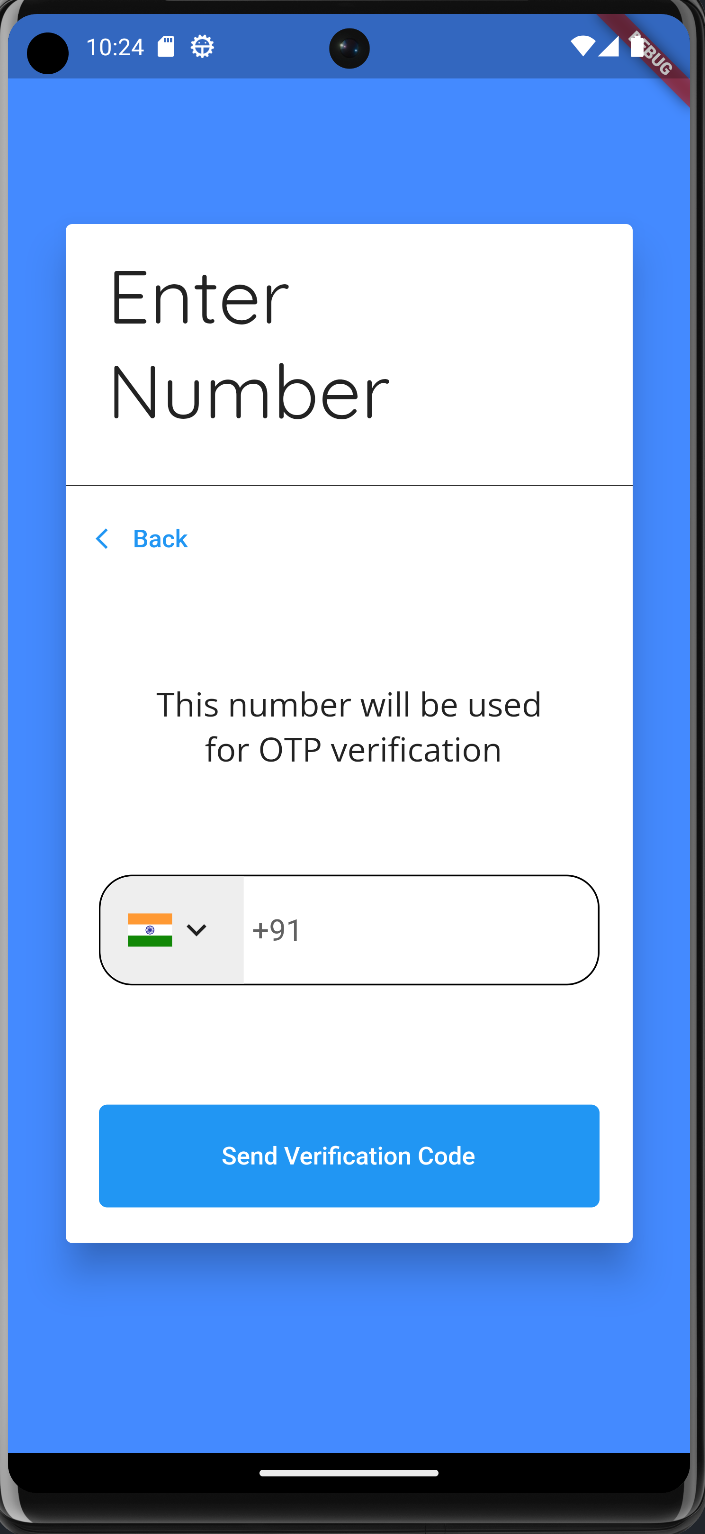 10:24
DEBUG
Enter
Number
Back
This number will be used
for OTP verification
+91
Send Verification Code